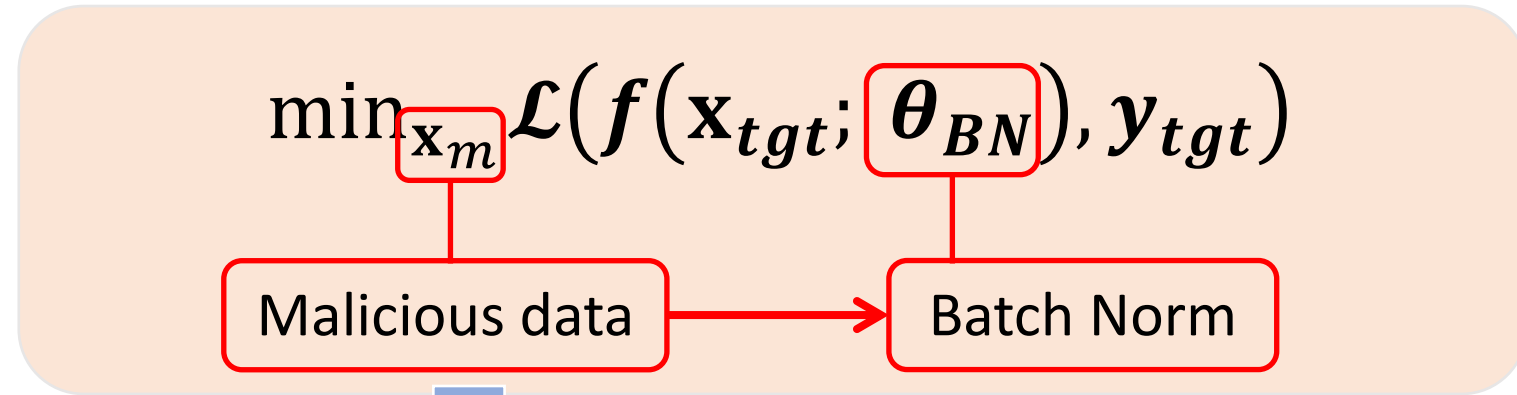 min_{𝐱_m} 𝓛(𝒇(𝐱_{𝒕𝒈𝒕}; 𝜽_{𝑩𝑵}), 𝒚_{𝒕𝒈𝒕})
Malicious data Batch Norm